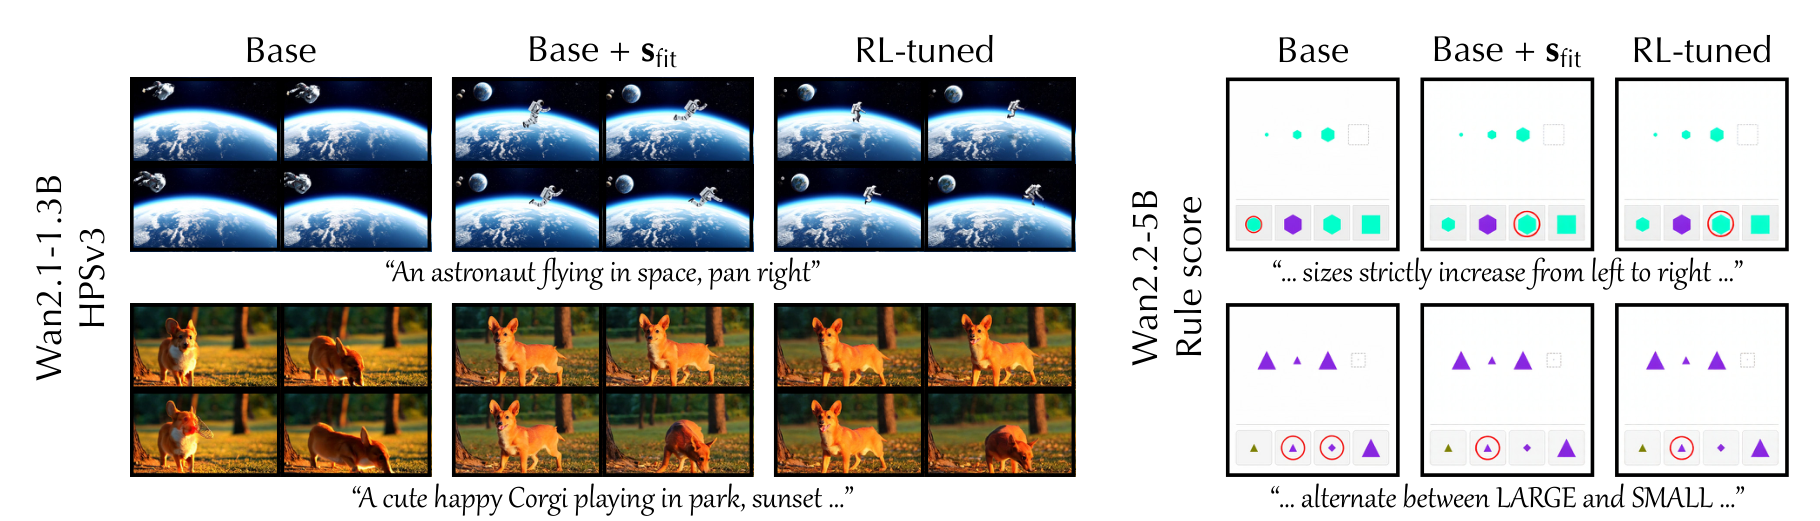 Base
Base + s_fit
RL-tuned
Wan2.1-1.3B
HPSv3
“An astronaut flying in space, pan right”
“A cute happy Corgi playing in park, sunset ...”
Base
Base + s_fit
RL-tuned
Wan2.2-5B
Rule score
“... sizes strictly increase from left to right ...”
“... alternate between LARGE and SMALL ...”